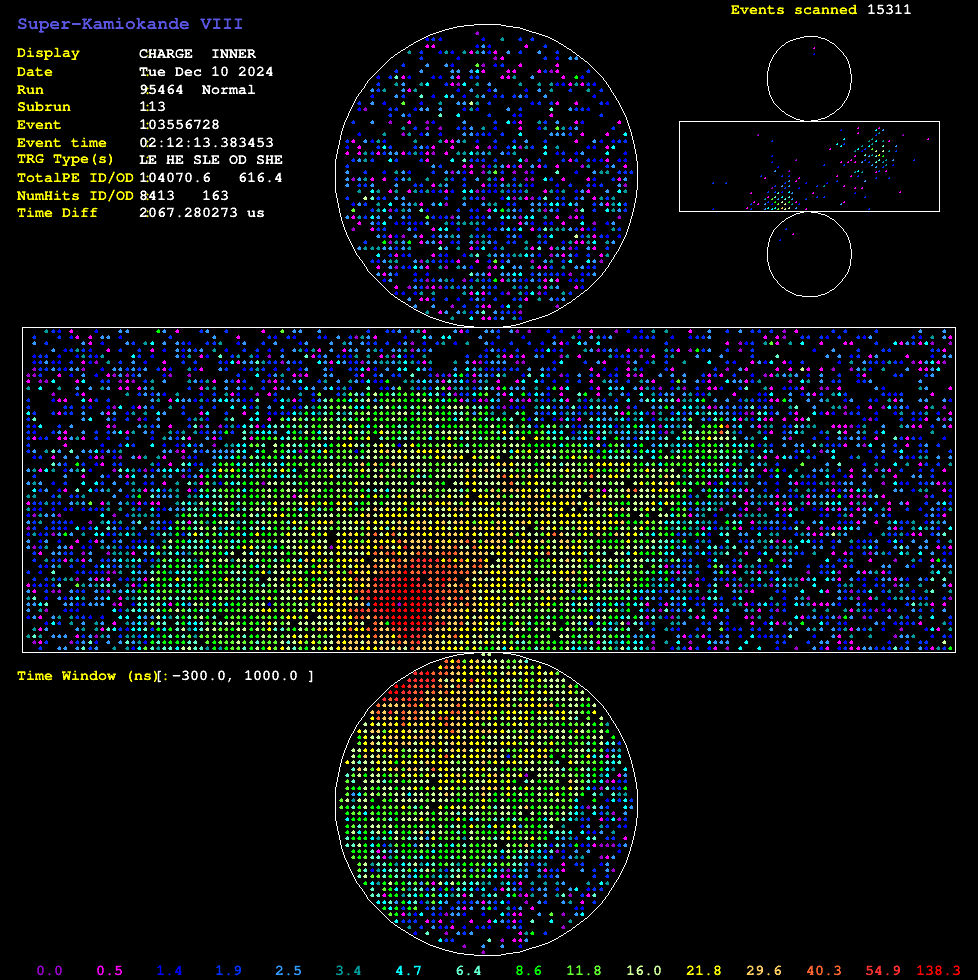 Super-Kamiokande VIII
Events scanned 15311
Display CHARGE INNER
Date Tue Dec 10 2024
Run 95464 Normal
Subrun 113
Event 103556728
Event time 02:12:13.383453
TRG Type(s) LE HE SLE OD SHE
TotalPE ID/OD 104070.6 616.4
NumHits ID/OD 8413 163
Time Diff 2067.280273 us
Time Window (ns): [ -300.0, 1000.0 ]
0.0 0.5 1.4 1.9 2.5 3.4 4.7 6.4 8.6 11.8 16.0 21.8 29.6 40.3 54.9 138.3